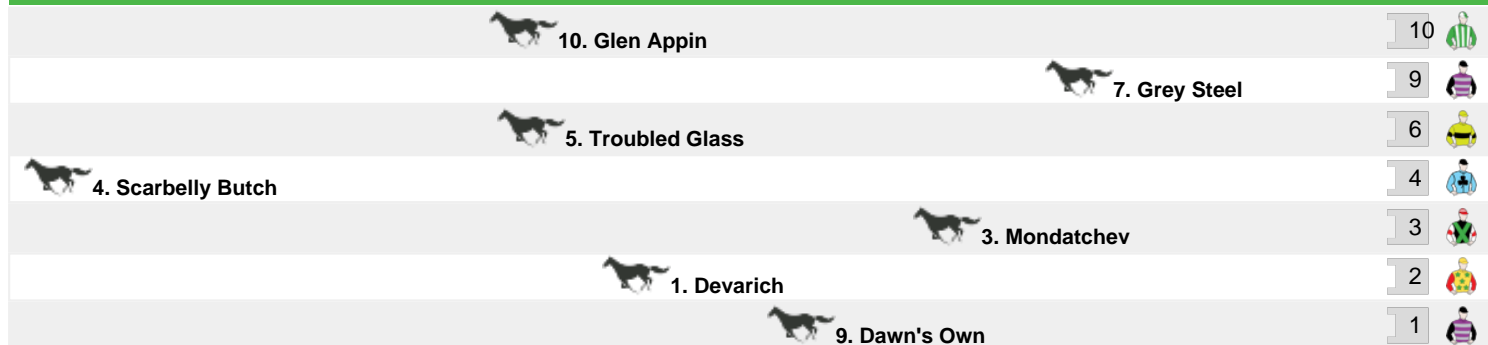 10. Glen Appin 10
7. Grey Steel 9
5. Troubled Glass 6
4. Scarbelly Butch 4
3. Mondatchev 3
1. Devarich 2
9. Dawn's Own 1